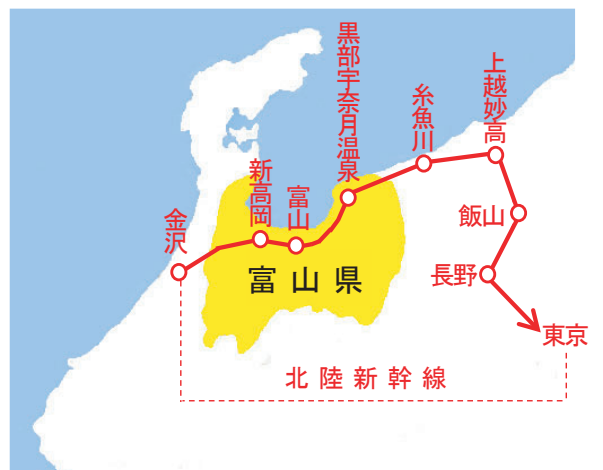 黒部宇奈月温泉
上越妙高
糸魚川
新高岡
富山
金沢
飯山
長野
富山県
東京
北陸新幹線